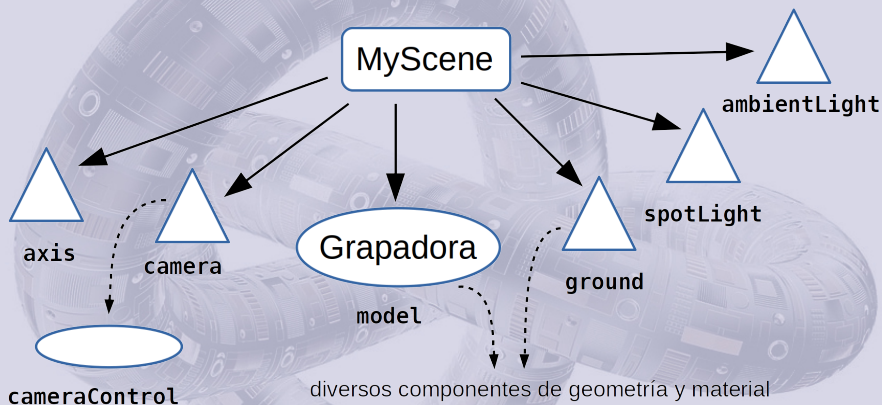 MyScene
ambientLight
spotLight
axis
camera
Grapadora
ground
model
cameraControl
diversos componentes de geometría y material